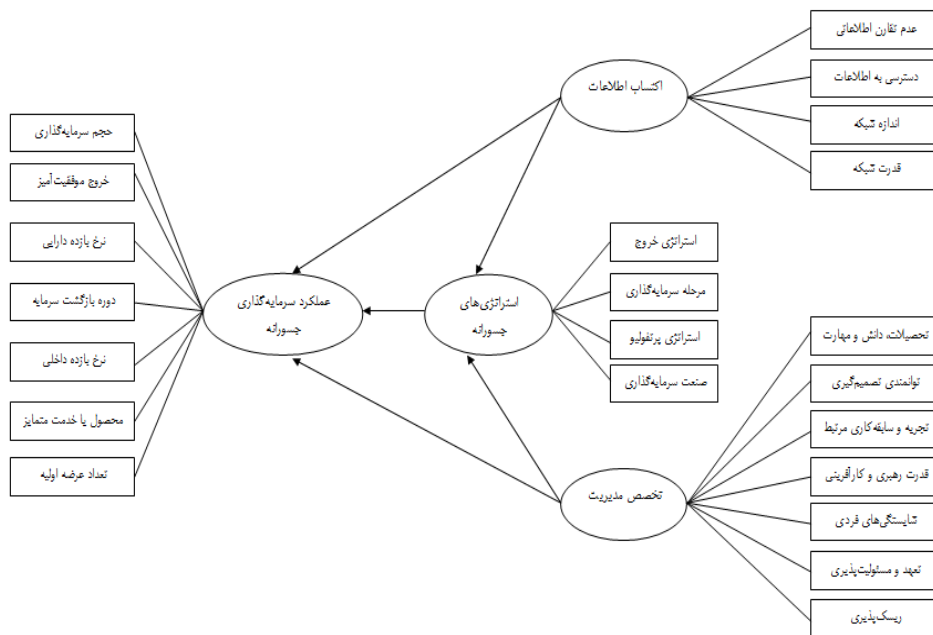 عدم تقارن اطلاعاتی
دسترسی به اطلاعات
اندازه شبکه
قدرت شبکه
اکتساب اطلاعات
حجم سرمایه‌گذاری
خروج موفقیت‌آمیز
نرخ بازده دارایی
دوره بازگشت سرمایه
نرخ بازده داخلی
محصول یا خدمت متمایز
تعداد عرضه اولیه
عملکرد سرمایه‌گذاری
جسورانه
استراتژی‌های
جسورانه
استراتژی خروج
مرحله سرمایه‌گذاری
استراتژی پرتفولیو
صنعت سرمایه‌گذاری
تخصص مدیریت
تحصیلات، دانش و مهارت
توانمندی تصمیم‌گیری
تجربه و سابقه کاری مرتبط
قدرت رهبری و کارآفرینی
شایستگی‌های فردی
تعهد و مسئولیت‌پذیری
ریسک‌پذیری